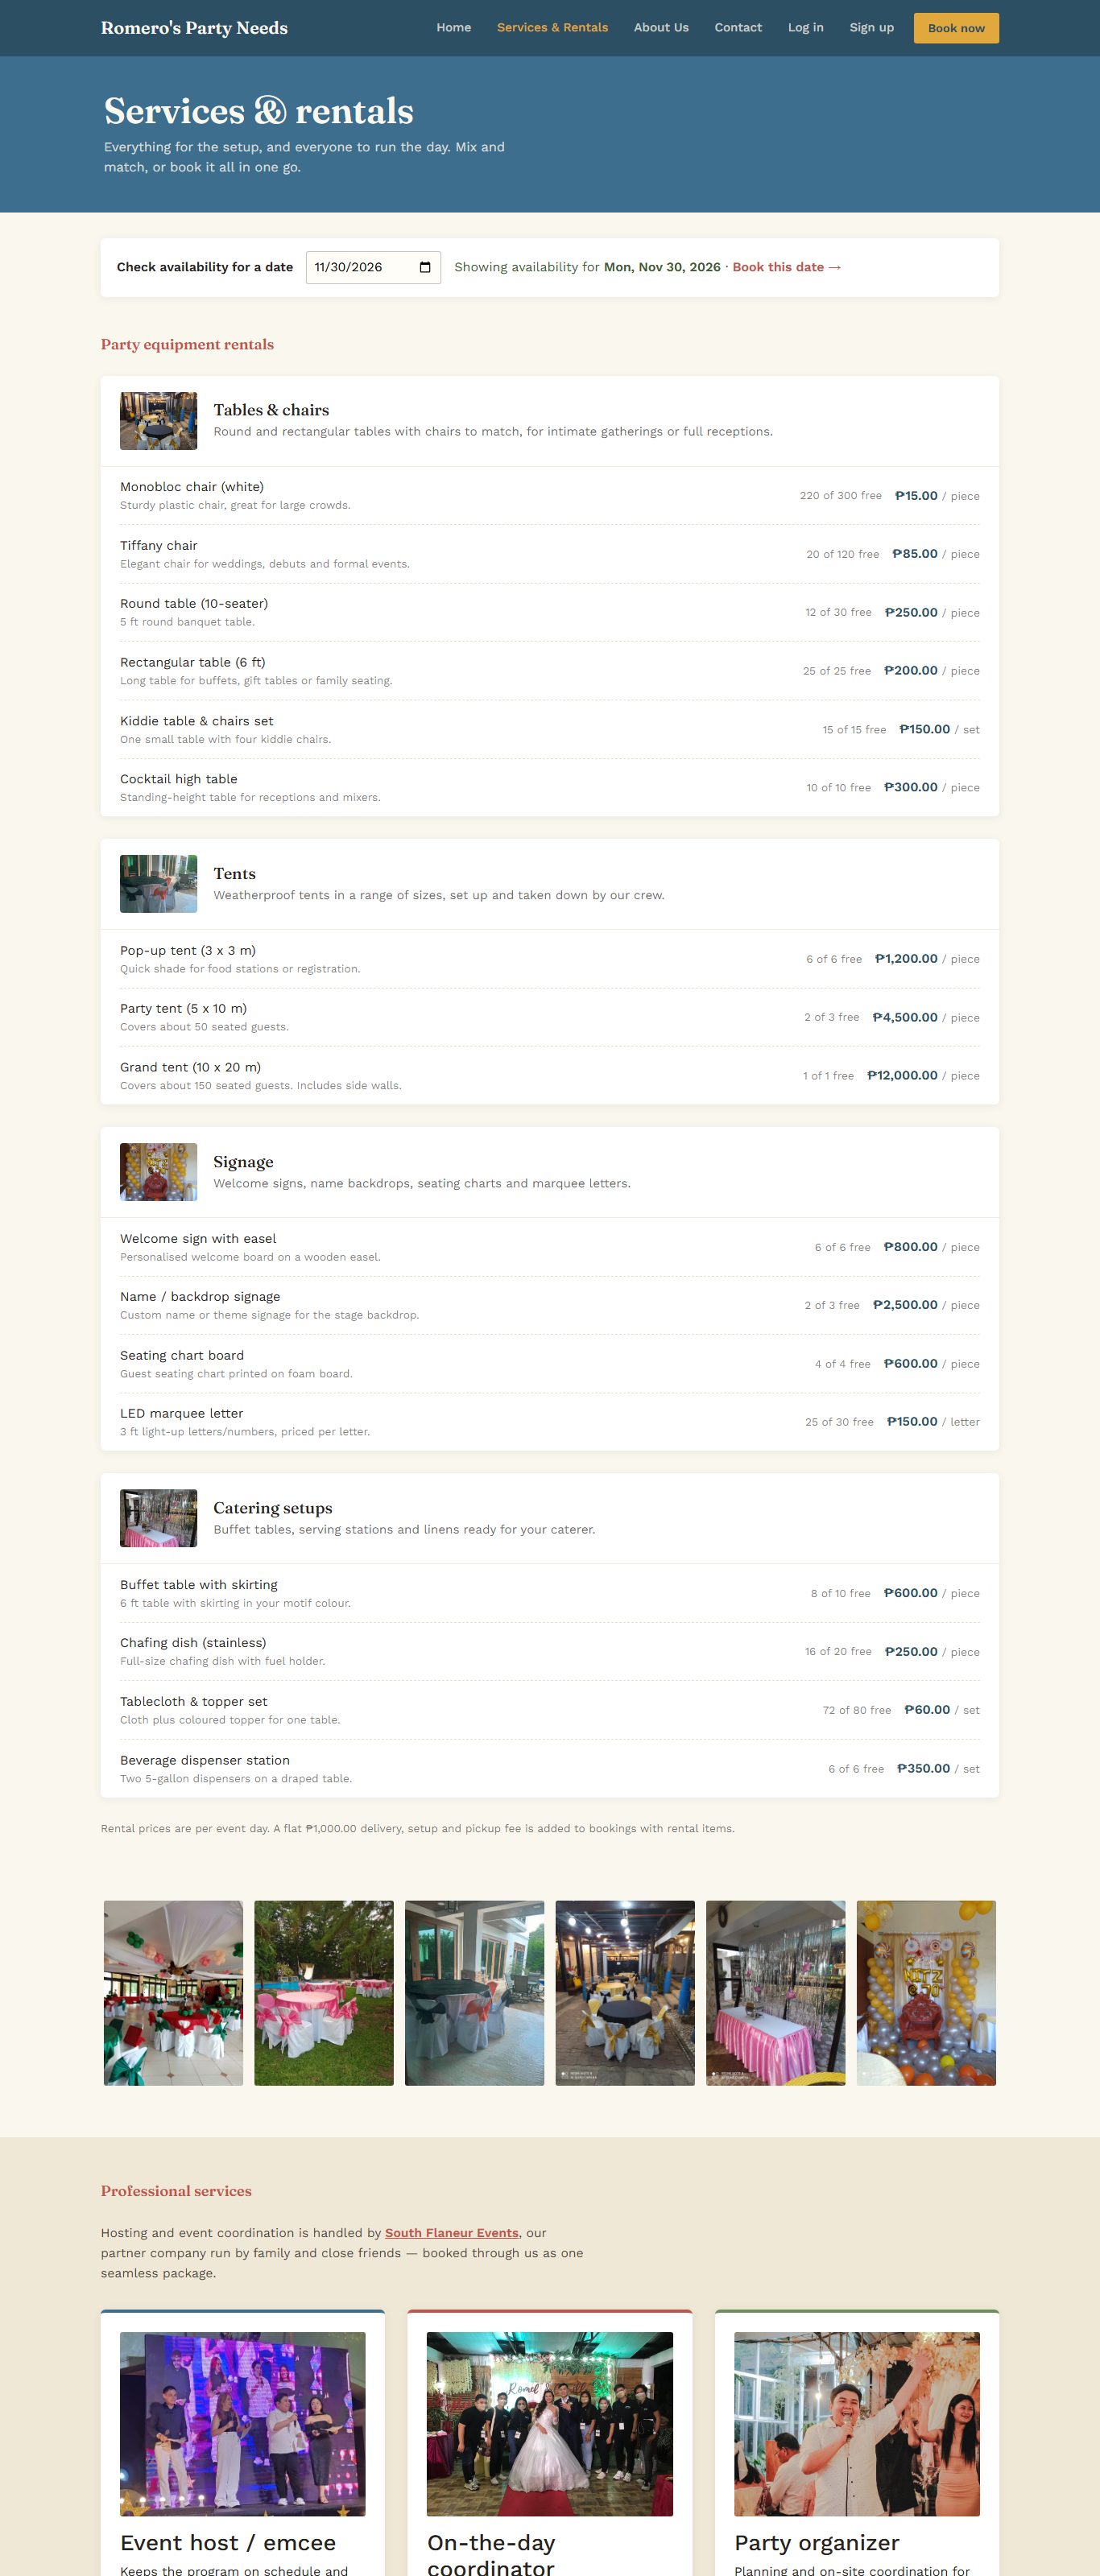 Romero's Party Needs
Home Services & Rentals About Us Contact Log in Sign up Book now
Services & rentals
Everything for the setup, and everyone to run the day. Mix and
match, or book it all in one go.
Check availability for a date 11/30/2026 Showing availability for Mon, Nov 30, 2026 · Book this date →
Party equipment rentals
Tables & chairs
Round and rectangular tables with chairs to match, for intimate gatherings or full receptions.
Monobloc chair (white)
Sturdy plastic chair, great for large crowds.
220 of 300 free ₱15.00 / piece
Tiffany chair
Elegant chair for weddings, debuts and formal events.
20 of 120 free ₱85.00 / piece
Round table (10-seater)
5 ft round banquet table.
12 of 30 free ₱250.00 / piece
Rectangular table (6 ft)
Long table for buffets, gift tables or family seating.
25 of 25 free ₱200.00 / piece
Kiddie table & chairs set
One small table with four kiddie chairs.
15 of 15 free ₱150.00 / set
Cocktail high table
Standing-height table for receptions and mixers.
10 of 10 free ₱300.00 / piece
Tents
Weatherproof tents in a range of sizes, set up and taken down by our crew.
Pop-up tent (3 x 3 m)
Quick shade for food stations or registration.
6 of 6 free ₱1,200.00 / piece
Party tent (5 x 10 m)
Covers about 50 seated guests.
2 of 3 free ₱4,500.00 / piece
Grand tent (10 x 20 m)
Covers about 150 seated guests. Includes side walls.
1 of 1 free ₱12,000.00 / piece
Signage
Welcome signs, name backdrops, seating charts and marquee letters.
Welcome sign with easel
Personalised welcome board on a wooden easel.
6 of 6 free ₱800.00 / piece
Name / backdrop signage
Custom name or theme signage for the stage backdrop.
2 of 3 free ₱2,500.00 / piece
Seating chart board
Guest seating chart printed on foam board.
4 of 4 free ₱600.00 / piece
LED marquee letter
3 ft light-up letters/numbers, priced per letter.
25 of 30 free ₱150.00 / letter
Catering setups
Buffet tables, serving stations and linens ready for your caterer.
Buffet table with skirting
6 ft table with skirting in your motif colour.
8 of 10 free ₱600.00 / piece
Chafing dish (stainless)
Full-size chafing dish with fuel holder.
16 of 20 free ₱250.00 / piece
Tablecloth & topper set
Cloth plus coloured topper for one table.
72 of 80 free ₱60.00 / set
Beverage dispenser station
Two 5-gallon dispensers on a draped table.
6 of 6 free ₱350.00 / set
Rental prices are per event day. A flat ₱1,000.00 delivery, setup and pickup fee is added to bookings with rental items.
Professional services
Hosting and event coordination is handled by South Flaneur Events, our
partner company run by family and close friends — booked through us as one
seamless package.
Event host / emcee
Keeps the program on schedule and
On-the-day
coordinator
Party organizer
Planning and on-site coordination for